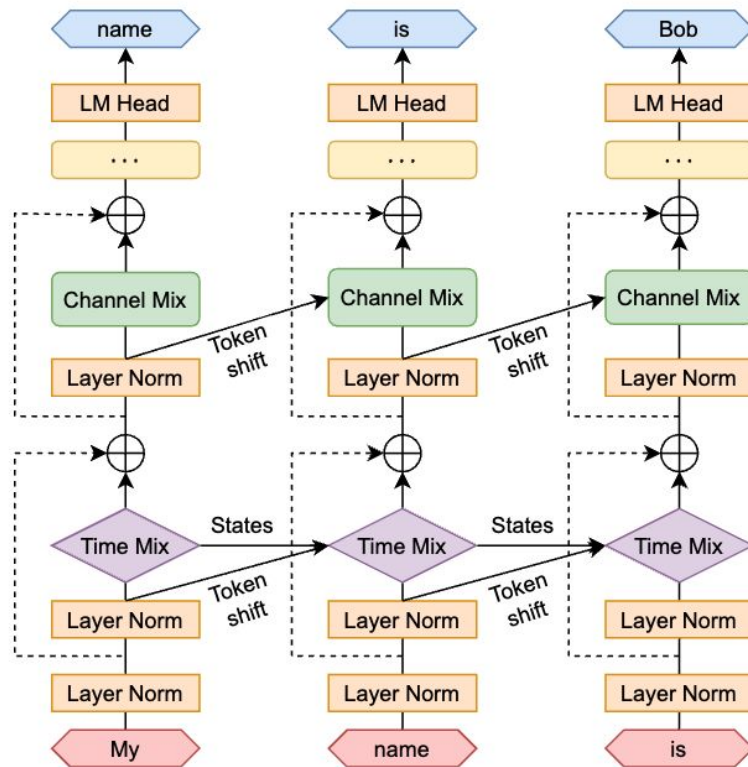 name is Bob
LM Head LM Head LM Head
... ... ...
Channel Mix Channel Mix Channel Mix
Token shift Token shift
Layer Norm Layer Norm Layer Norm
States States
Time Mix Time Mix Time Mix
Token shift Token shift
Layer Norm Layer Norm Layer Norm
Layer Norm Layer Norm Layer Norm
My name is